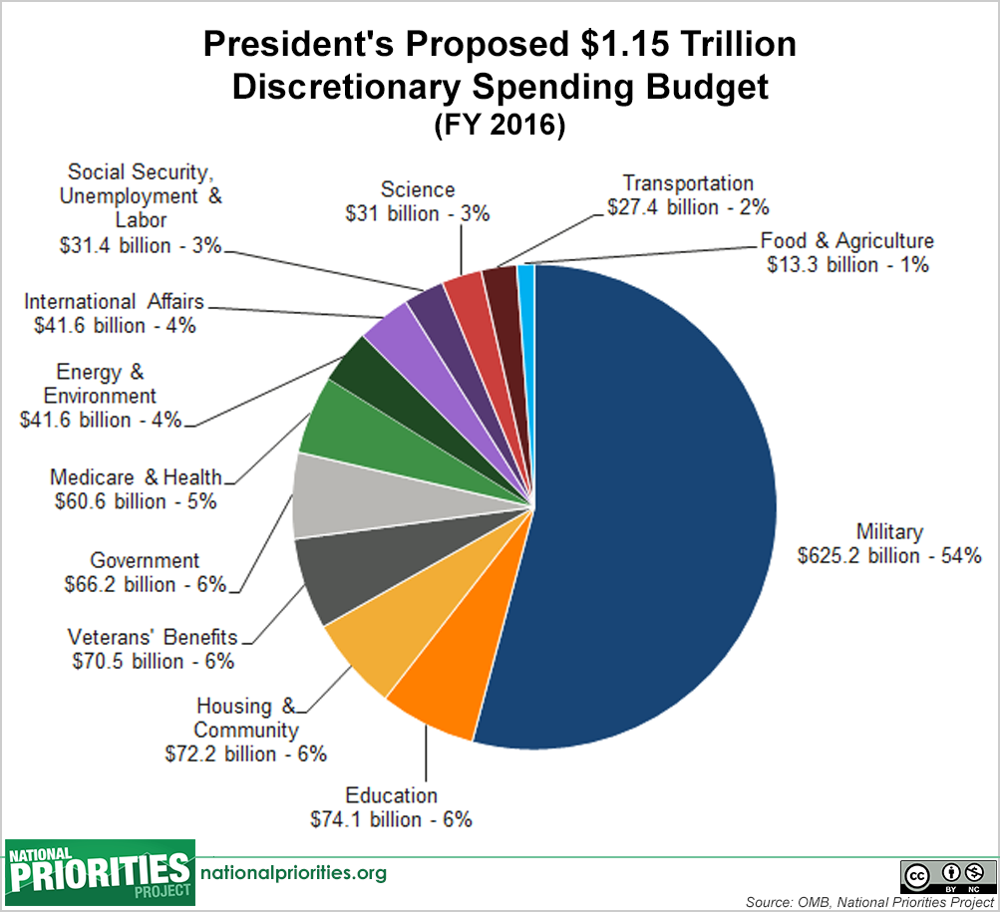 President's Proposed $1.15 Trillion
Discretionary Spending Budget
(FY 2016)
Social Security,
Unemployment &
Labor
$31.4 billion - 3%
Science
$31 billion - 3%
Transportation
$27.4 billion - 2%
Food & Agriculture
$13.3 billion - 1%
International Affairs
$41.6 billion - 4%
Energy &
Environment
$41.6 billion - 4%
Medicare & Health
$60.6 billion - 5%
Government
$66.2 billion - 6%
Veterans' Benefits
$70.5 billion - 6%
Housing &
Community
$72.2 billion - 6%
Education
$74.1 billion - 6%
Military
$625.2 billion - 54%
NATIONAL
PRIORITIES
PROJECT
nationalpriorities.org
cc
BY NC
Source: OMB, National Priorities Project